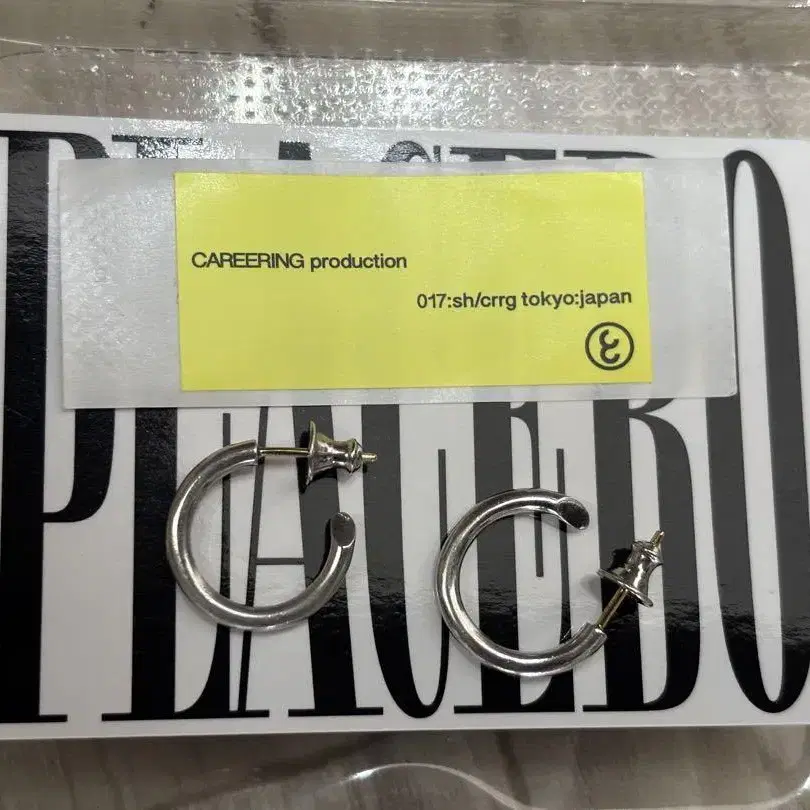 PLACEBO
CAREERING production
017:sh/crrg tokyo:japan
PLACEBO